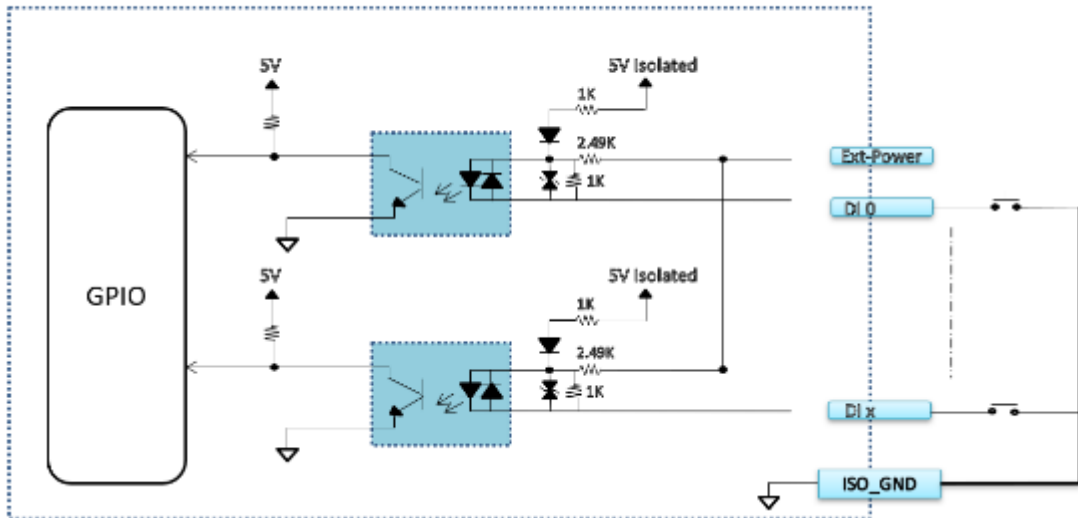 5V
5V Isolated
1K
2.49K
1K
Ext-Power
DI 0
GPIO
5V
5V Isolated
1K
2.49K
1K
DI x
ISO_GND